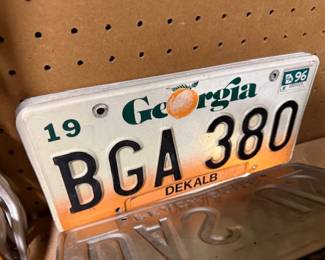 Georgia
19 96
BGA 380
DEKALB